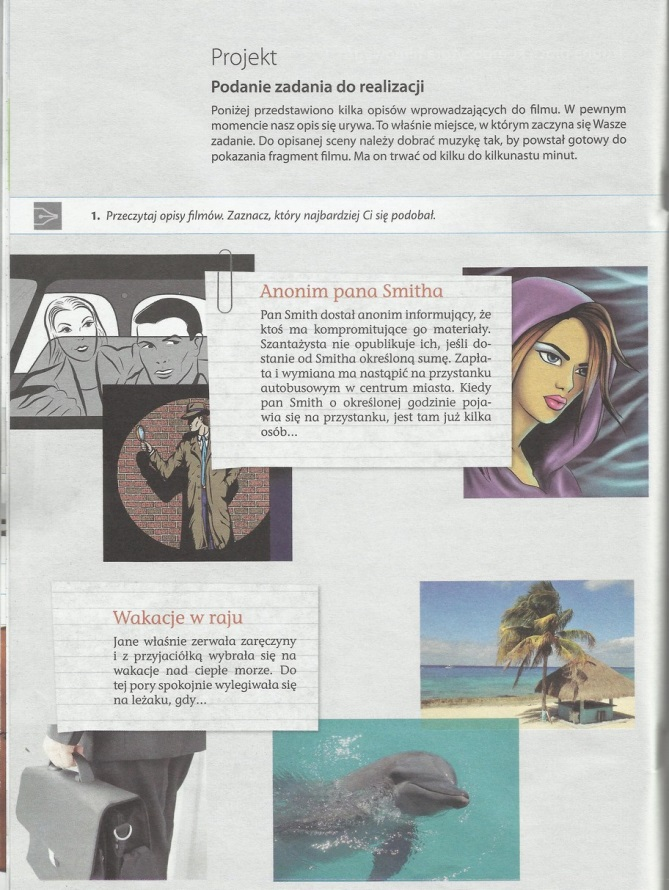 Projekt
Podanie zadania do realizacji
Poniżej przedstawiono kilka opisów wprowadzających do filmu. W pewnym
momencie nasz opis się urywa. To właśnie miejsce, w którym zaczyna się Wasze
zadanie. Do opisanej sceny należy dobrać muzykę tak, by powstał gotowy do
pokazania fragment filmu. Ma on trwać od kilku do kilkunastu minut.
1. Przeczytaj opisy filmów. Zaznacz, który najbardziej Ci się podobał.
Anonim pana Smitha
Pan Smith dostał anonim informujący, że
ktoś ma kompromitujące go materiały.
Szantażysta nie opublikuje ich, jeśli do-
stanie od Smitha określoną sumę. Zapła-
ta i wymiana ma nastąpić na przystanku
autobusowym w centrum miasta. Kiedy
pan Smith o określonej godzinie poja-
wia się na przystanku, jest tam już kilka
osób...
Wakacje w raju
Jane właśnie zerwała zaręczyny
i z przyjaciółką wybrała się na
wakacje nad ciepłe morze. Do
tej pory spokojnie wylegiwała się
na leżaku, gdy...